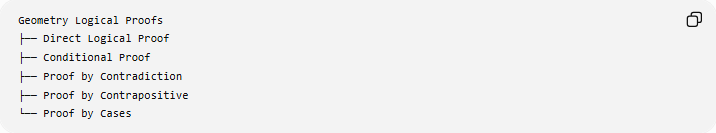 Geometry Logical Proofs
├── Direct Logical Proof
├── Conditional Proof
├── Proof by Contradiction
├── Proof by Contrapositive
└── Proof by Cases